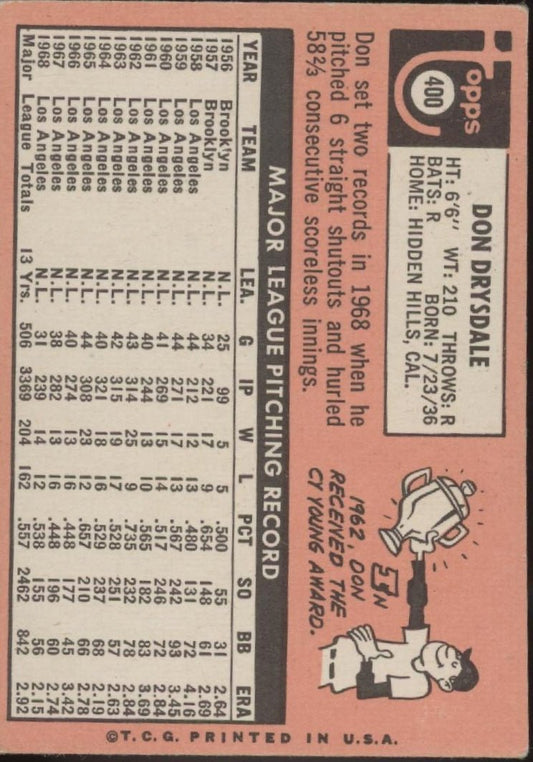 Topps
400
DON DRYSDALE
HT: 6'6" WT: 210 THROWS: R
BATS: R BORN: 7/23/36
HOME: HIDDEN HILLS, CAL.
Don set two records in 1968 when he
pitched 6 straight shutouts and hurled
58⅔ consecutive scoreless innings.
IN
1962, DON
RECEIVED THE
CY YOUNG AWARD.
MAJOR LEAGUE PITCHING RECORD
YEAR TEAM LEA. G IP W L PCT SO BB ERA
1956 Brooklyn N.L. 25 99 5 5 .500 55 31 2.64
1957 Brooklyn N.L. 34 221 17 9 .654 148 61 2.69
1958 Los Angeles N.L. 44 212 12 13 .480 131 72 4.16
1959 Los Angeles N.L. 44 271 17 13 .567 242 93 3.45
1960 Los Angeles N.L. 41 269 15 14 .517 246 72 2.84
1961 Los Angeles N.L. 40 244 13 10 .565 182 83 3.69
1962 Los Angeles N.L. 43 314 25 9 .735 232 78 2.84
1963 Los Angeles N.L. 42 315 19 17 .528 251 57 2.63
1964 Los Angeles N.L. 40 321 18 16 .529 237 68 2.19
1965 Los Angeles N.L. 44 308 23 12 .657 210 66 2.78
1966 Los Angeles N.L. 40 274 13 16 .448 177 45 3.42
1967 Los Angeles N.L. 38 282 13 16 .448 196 60 2.74
1968 Los Angeles N.L. 31 239 14 12 .538 155 56 2.15
Major League Totals 13 Yrs. 506 3369 204 162 .557 2462 842 2.92
©T.C.G. PRINTED IN U.S.A.